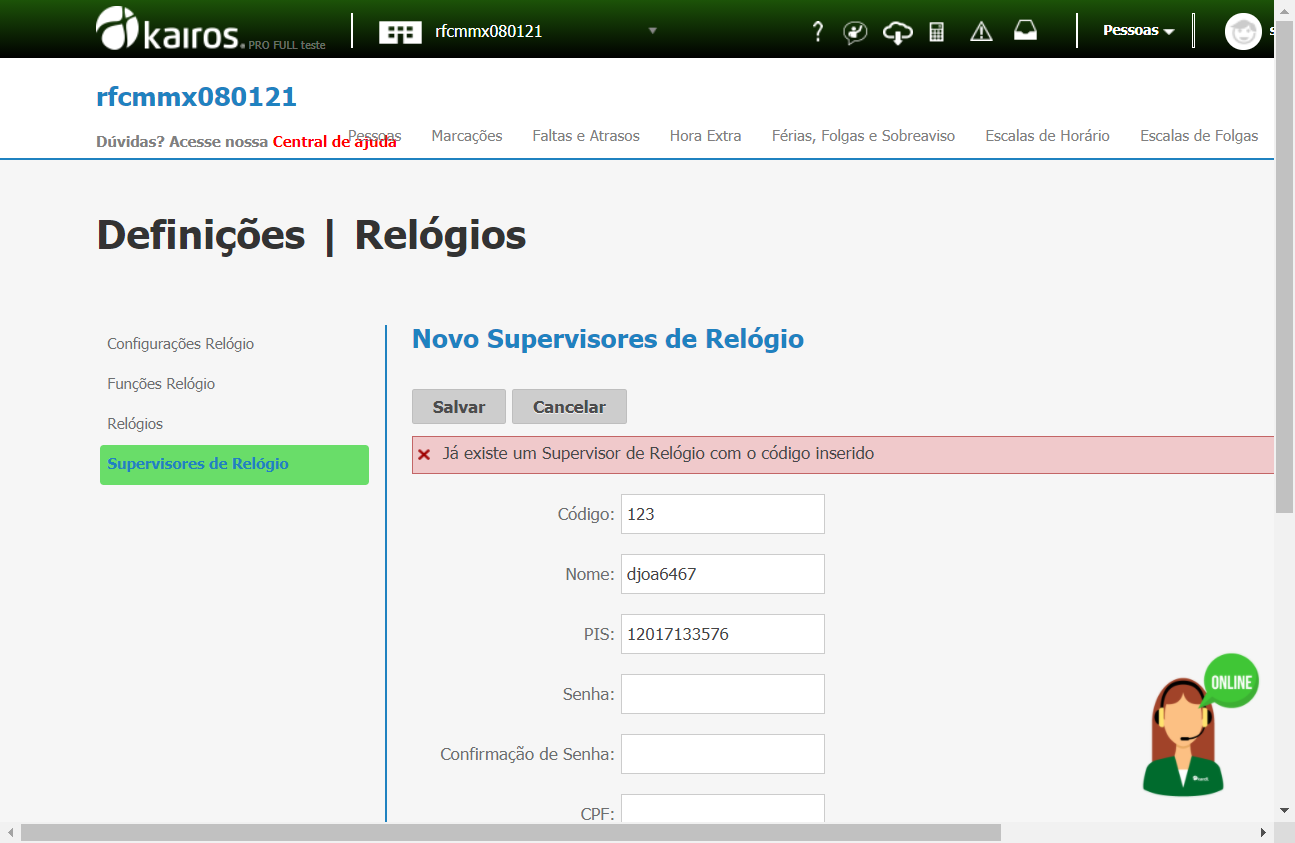 kairos. PRO FULL teste rfcmmx080121 ? Pessoas s
rfcmmx080121
Dúvidas? Acesse nossa Central de ajuda
Pessoas Marcações Faltas e Atrasos Hora Extra Férias, Folgas e Sobreaviso Escalas de Horário Escalas de Folgas
Definições | Relógios
Configurações Relógio
Funções Relógio
Relógios
Supervisores de Relógio
Novo Supervisores de Relógio
Salvar Cancelar
Já existe um Supervisor de Relógio com o código inserido
Código: 123
Nome: djoa6467
PIS: 12017133576
Senha:
Confirmação de Senha:
CPF:
ONLINE